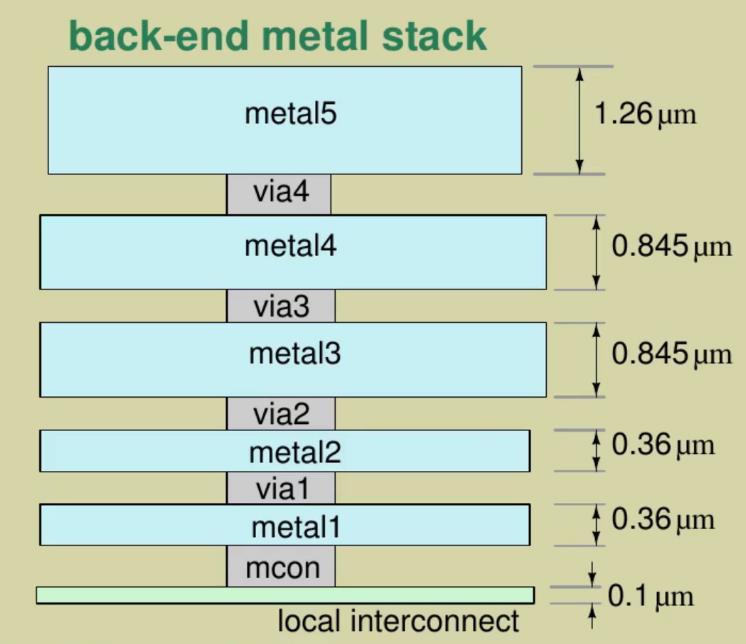 back-end metal stack
metal5
1.26 µm
via4
metal4
0.845 µm
via3
metal3
0.845 µm
via2
metal2
0.36 µm
via1
metal1
0.36 µm
mcon
0.1 µm
local interconnect